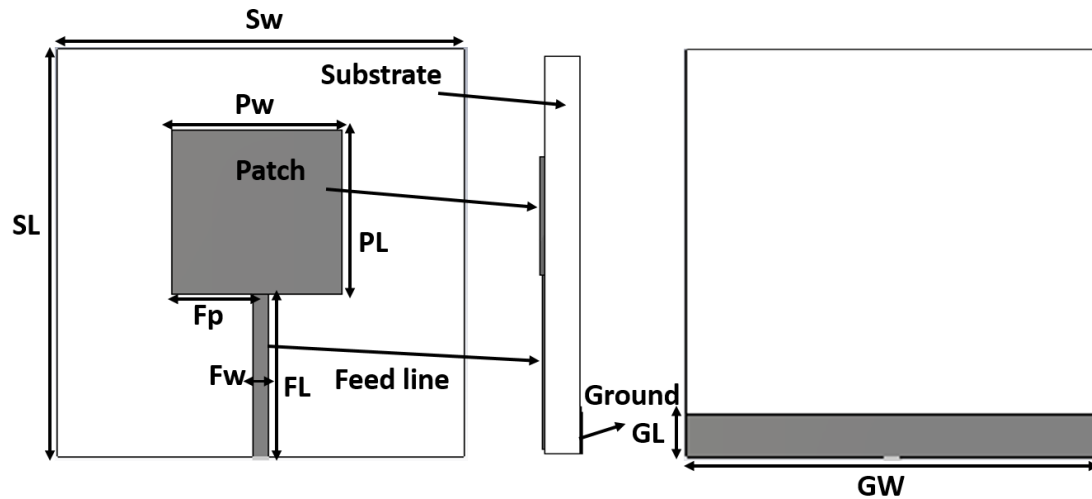 Sw
Substrate
Pw
Patch
SL
PL
Fp
Fw
FL
Feed line
Ground
GL
GW